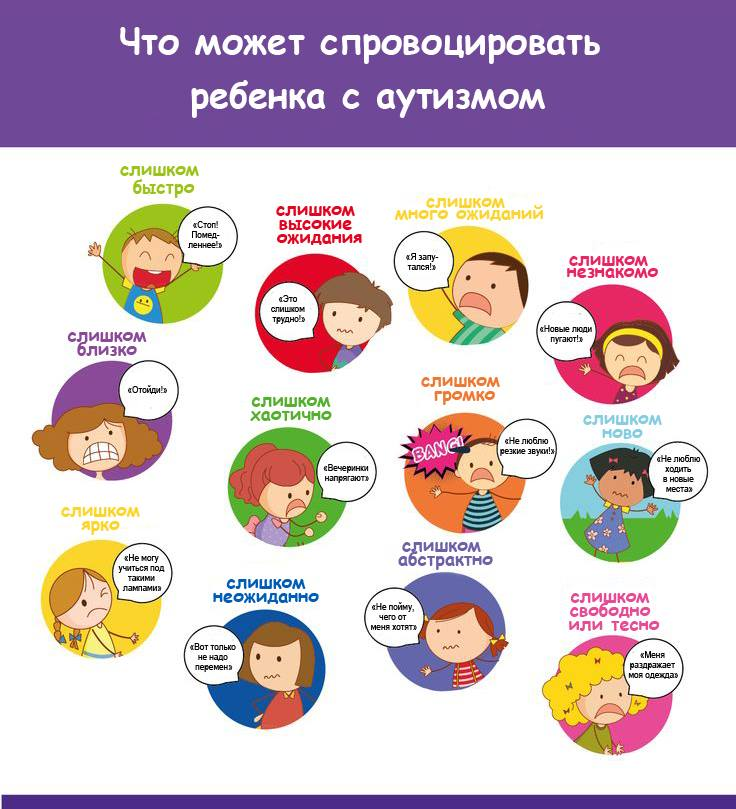 Что может спровоцировать
ребенка с аутизмом
слишком
быстро
«Стоп!
Помед-
леннее!»
слишком
высокие
ожидания
«Это
слишком
трудно!»
слишком
много ожиданий
«Я запу-
тался!»
слишком
незнакомо
«Новые люди
пугают!»
слишком
близко
«Отойди!»
слишком
хаотично
«Вечеринки
напрягают»
слишком
громко
BANG!
«Не люблю
резкие звуки!»
слишком
ново
«Не люблю
ходить
в новые
места»
слишком
ярко
«Не могу
учиться под
такими
лампами»
слишком
неожиданно
«Вот только
не надо
перемен»
слишком
абстрактно
«Не пойму,
чего от
меня хотят»
слишком
свободно
или тесно
«Меня
раздражает
моя одежда»